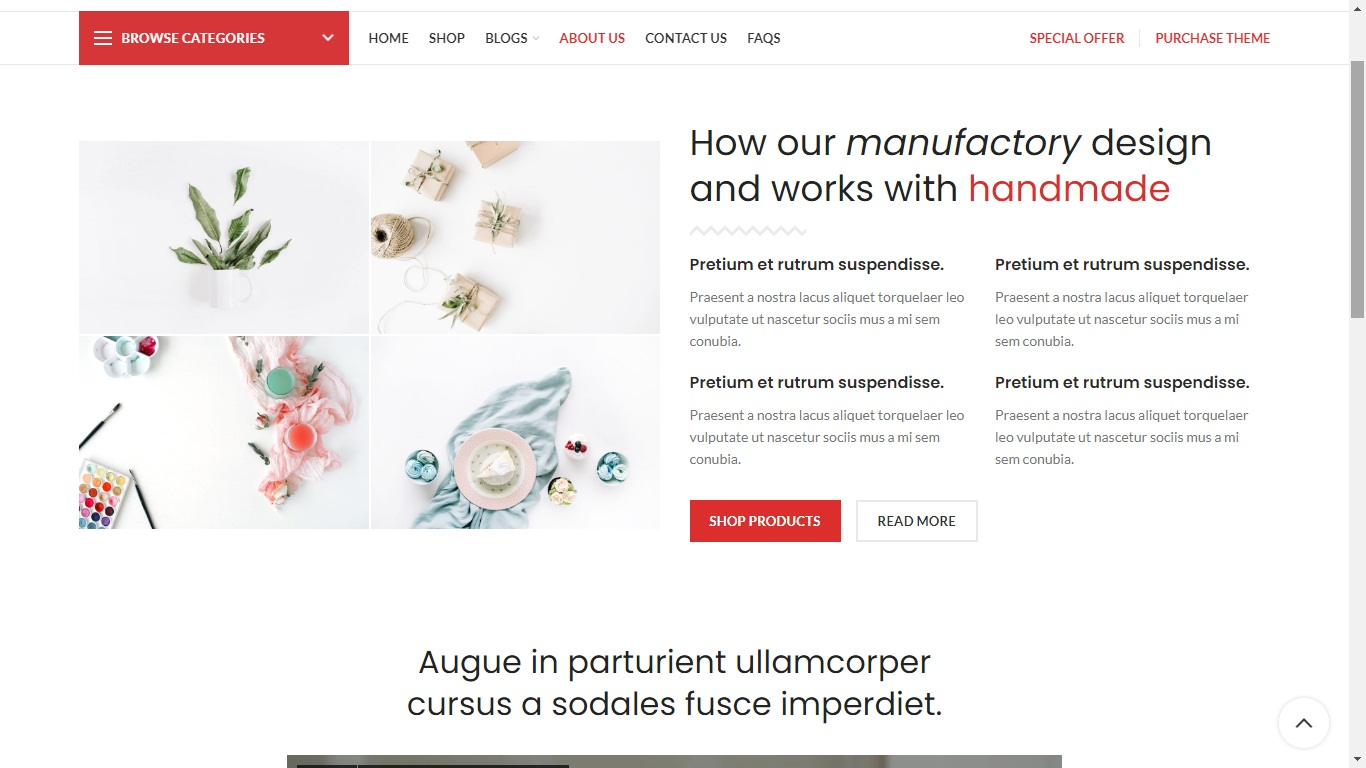 BROWSE CATEGORIES
HOME
SHOP
BLOGS
ABOUT US
CONTACT US
FAQS
SPECIAL OFFER
PURCHASE THEME
How our manufactory design
and works with handmade
Pretium et rutrum suspendisse.
Praesent a nostra lacus aliquet torquelaer leo
vulputate ut nascetur sociis mus a mi sem
conubia.
Pretium et rutrum suspendisse.
Praesent a nostra lacus aliquet torquelaer
leo vulputate ut nascetur sociis mus a mi
sem conubia.
Pretium et rutrum suspendisse.
Praesent a nostra lacus aliquet torquelaer leo
vulputate ut nascetur sociis mus a mi sem
conubia.
Pretium et rutrum suspendisse.
Praesent a nostra lacus aliquet torquelaer
leo vulputate ut nascetur sociis mus a mi
sem conubia.
SHOP PRODUCTS
READ MORE
Augue in parturient ullamcorper
cursus a sodales fusce imperdiet.